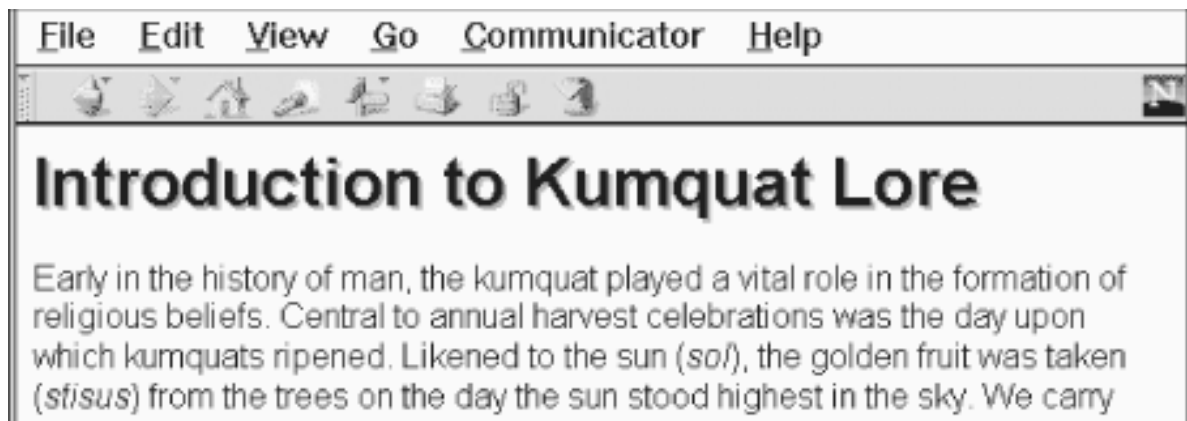 File Edit View Go Communicator Help
N
Introduction to Kumquat Lore
Early in the history of man, the kumquat played a vital role in the formation of
religious beliefs. Central to annual harvest celebrations was the day upon
which kumquats ripened. Likened to the sun (sol), the golden fruit was taken
(stisus) from the trees on the day the sun stood highest in the sky. We carry